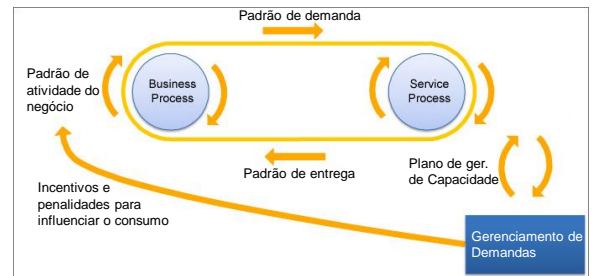 Padrão de demanda
Padrão de
atividade do
negócio
Business
Process
Service
Process
Padrão de entrega
Plano de ger.
de Capacidade
Incentivos e
penalidades para
influenciar o consumo
Gerenciamento de
Demandas